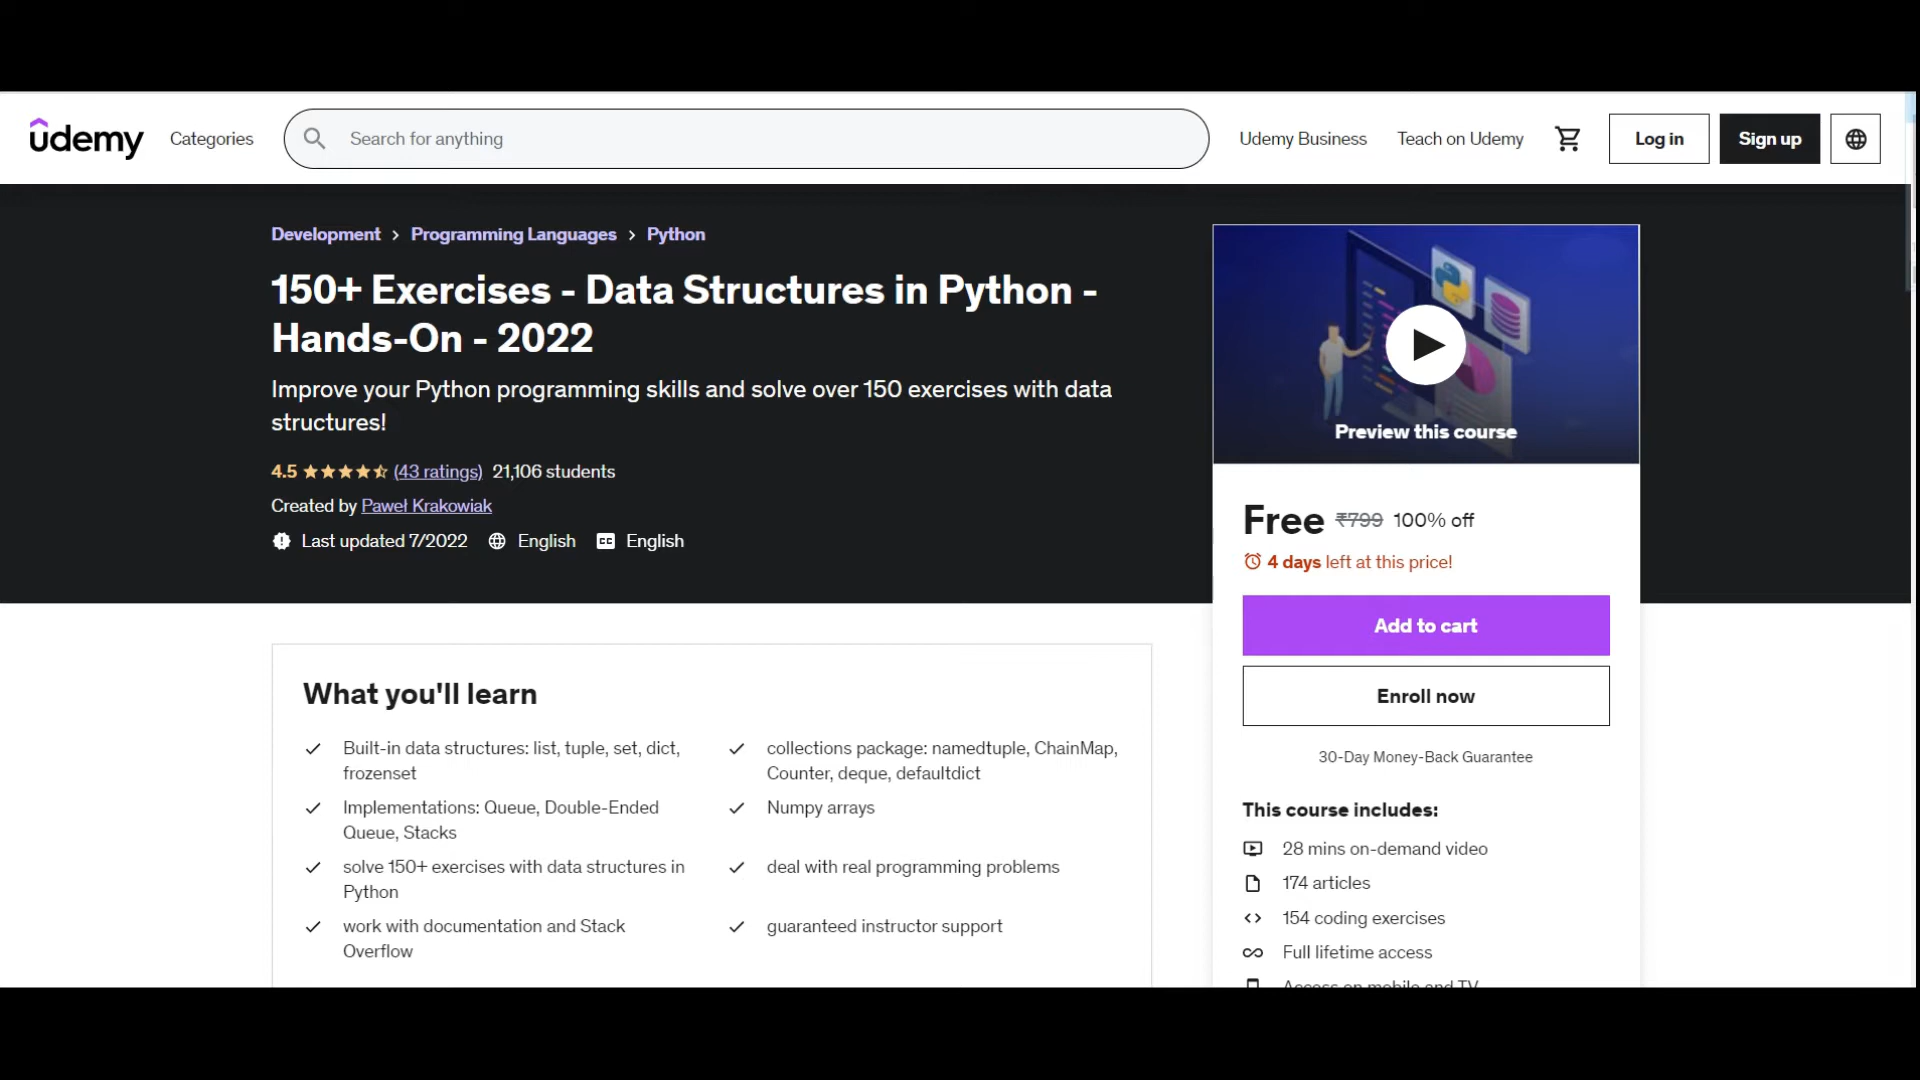 udemy
Categories
Search for anything
Udemy Business
Teach on Udemy
Log in
Sign up
Development > Programming Languages > Python
150+ Exercises - Data Structures in Python -
Hands-On - 2022
Improve your Python programming skills and solve over 150 exercises with data
structures!
4.5 (43 ratings) 21,106 students
Created by Paweł Krakowiak
Last updated 7/2022 English CC English
Preview this course
Free ₹799 100% off
4 days left at this price!
Add to cart
Enroll now
30-Day Money-Back Guarantee
This course includes:
28 mins on-demand video
174 articles
154 coding exercises
Full lifetime access
Access on mobile and TV
What you'll learn
Built-in data structures: list, tuple, set, dict,
frozenset
collections package: namedtuple, ChainMap,
Counter, deque, defaultdict
Implementations: Queue, Double-Ended
Queue, Stacks
Numpy arrays
solve 150+ exercises with data structures in
Python
deal with real programming problems
work with documentation and Stack
Overflow
guaranteed instructor support